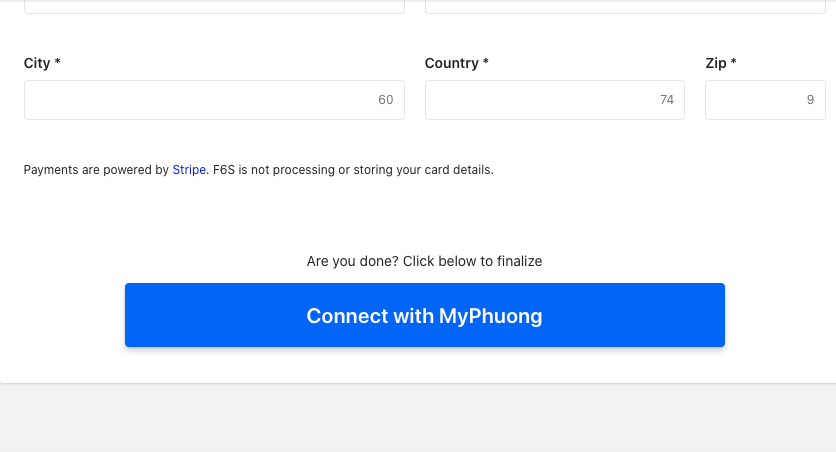 City * Country * Zip *
60 74 9
Payments are powered by Stripe. F6S is not processing or storing your card details.
Are you done? Click below to finalize
Connect with MyPhuong